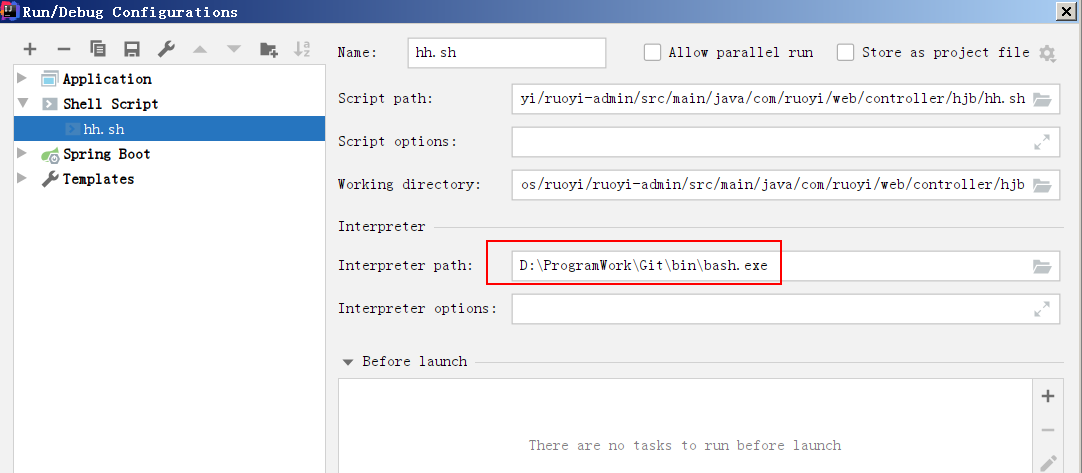 Run/Debug Configurations
Name: hh.sh Allow parallel run Store as project file
Application
Shell Script
hh.sh
Spring Boot
Templates
Script path: yi/ruoyi-admin/src/main/java/com/ruoyi/web/controller/hjb/hh.sh
Script options:
Working directory: os/ruoyi/ruoyi-admin/src/main/java/com/ruoyi/web/controller/hjb
Interpreter
Interpreter path: D:\ProgramWork\Git\bin\bash.exe
Interpreter options:
Before launch
There are no tasks to run before launch